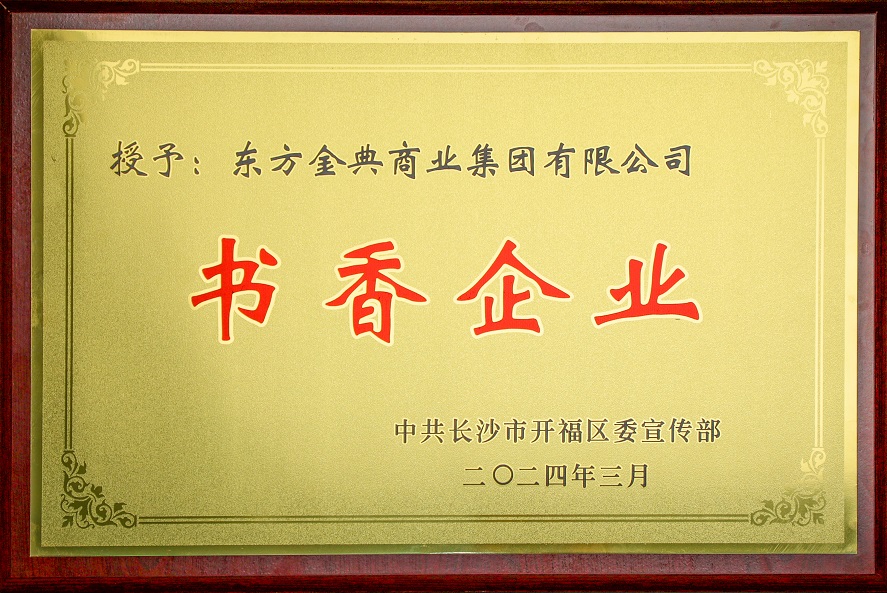 授予：东方金典商业集团有限公司
书香企业
中共长沙市开福区委宣传部
二〇二四年三月